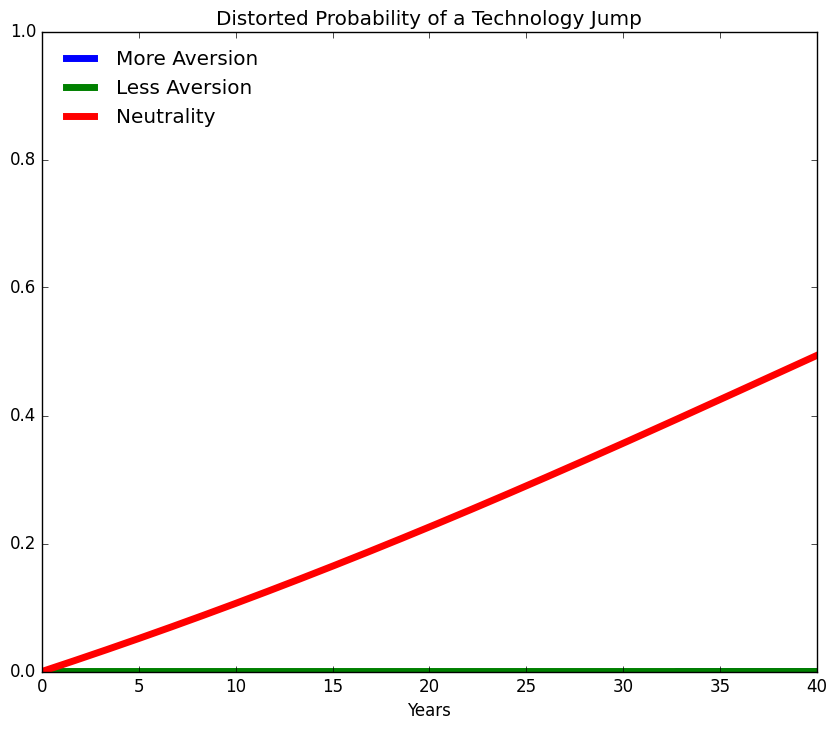 Distorted Probability of a Technology Jump
1.0
More Aversion
Less Aversion
Neutrality
0.8
0.6
0.4
0.2
0.0
0 5 10 15 20 25 30 35 40
Years